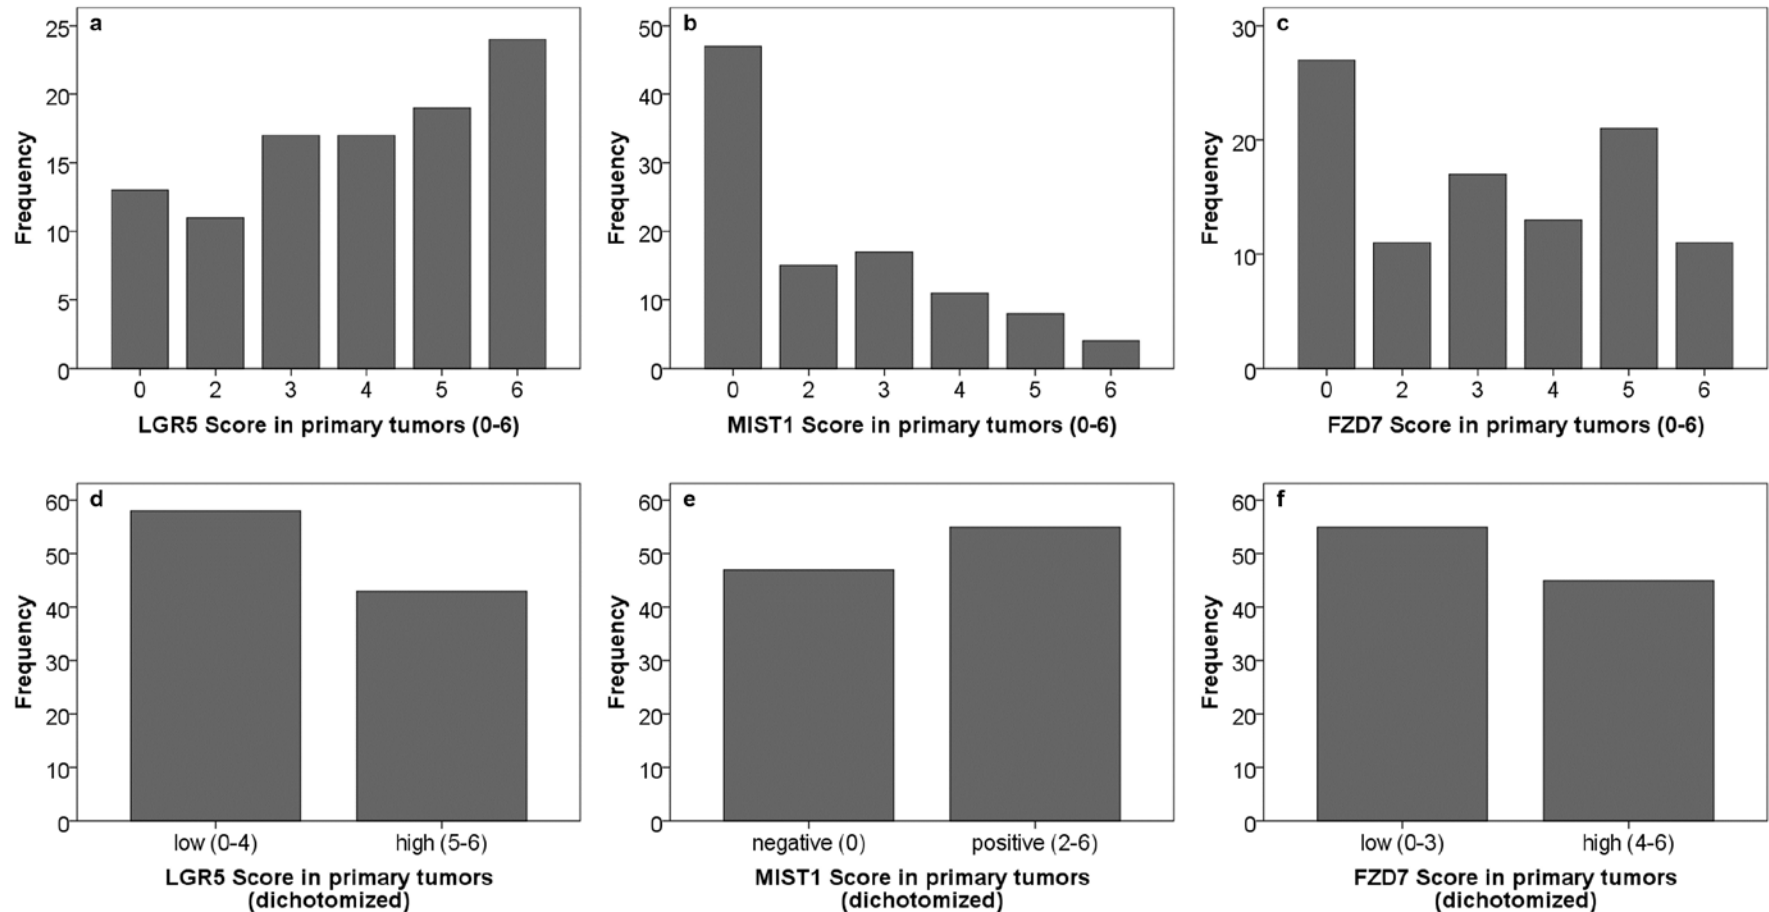 a
25
20
15
10
5
0
Frequency
0 2 3 4 5 6
LGR5 Score in primary tumors (0-6)
b
50
40
30
20
10
0
Frequency
0 2 3 4 5 6
MIST1 Score in primary tumors (0-6)
c
30
20
10
0
Frequency
0 2 3 4 5 6
FZD7 Score in primary tumors (0-6)
d
60
50
40
30
20
10
0
Frequency
low (0-4) high (5-6)
LGR5 Score in primary tumors
(dichotomized)
e
60
50
40
30
20
10
0
Frequency
negative (0) positive (2-6)
MIST1 Score in primary tumors
(dichotomized)
f
60
50
40
30
20
10
0
Frequency
low (0-3) high (4-6)
FZD7 Score in primary tumors
(dichotomized)